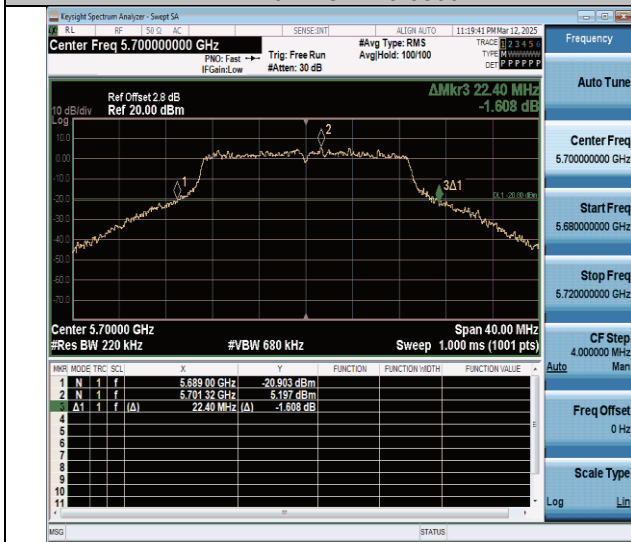 Keysight Spectrum Analyzer - Swept SA
RL RF 50 Ω AC SENSE:INT ALIGN AUTO 11:19:41 PM Mar 12, 2025
Center Freq 5.700000000 GHz
PNO: Fast
IFGain:Low
Trig: Free Run
#Atten: 30 dB
#Avg Type: RMS
Avg|Hold: 100/100
TRACE 1 2 3 4 5 6
TYPE M
DET P P P P P P
Frequency
Auto Tune
Center Freq
5.700000000 GHz
Start Freq
5.680000000 GHz
Stop Freq
5.720000000 GHz
CF Step
4.000000 MHz
Auto Man
Freq Offset
0 Hz
Scale Type
Log Lin
ΔMkr3 22.40 MHz
-1.608 dB
Ref Offset 2.8 dB
Ref 20.00 dBm
10 dB/div
Log
10.0
0.00
-10.0
-20.0
-30.0
-40.0
-50.0
-60.0
-70.0
1
2
3Δ1
Center 5.70000 GHz
#Res BW 220 kHz
#VBW 680 kHz
Span 40.00 MHz
Sweep 1.000 ms (1001 pts)
MKR MODE TRC SCL X Y FUNCTION FUNCTION WIDTH FUNCTION VALUE
1 N 1 f 5.689 00 GHz -20.903 dBm
2 N 1 f 5.701 32 GHz 5.197 dBm
3 Δ1 1 f (Δ) 22.40 MHz (Δ) -1.608 dB
4
5
6
7
8
9
10
11
MSG
STATUS